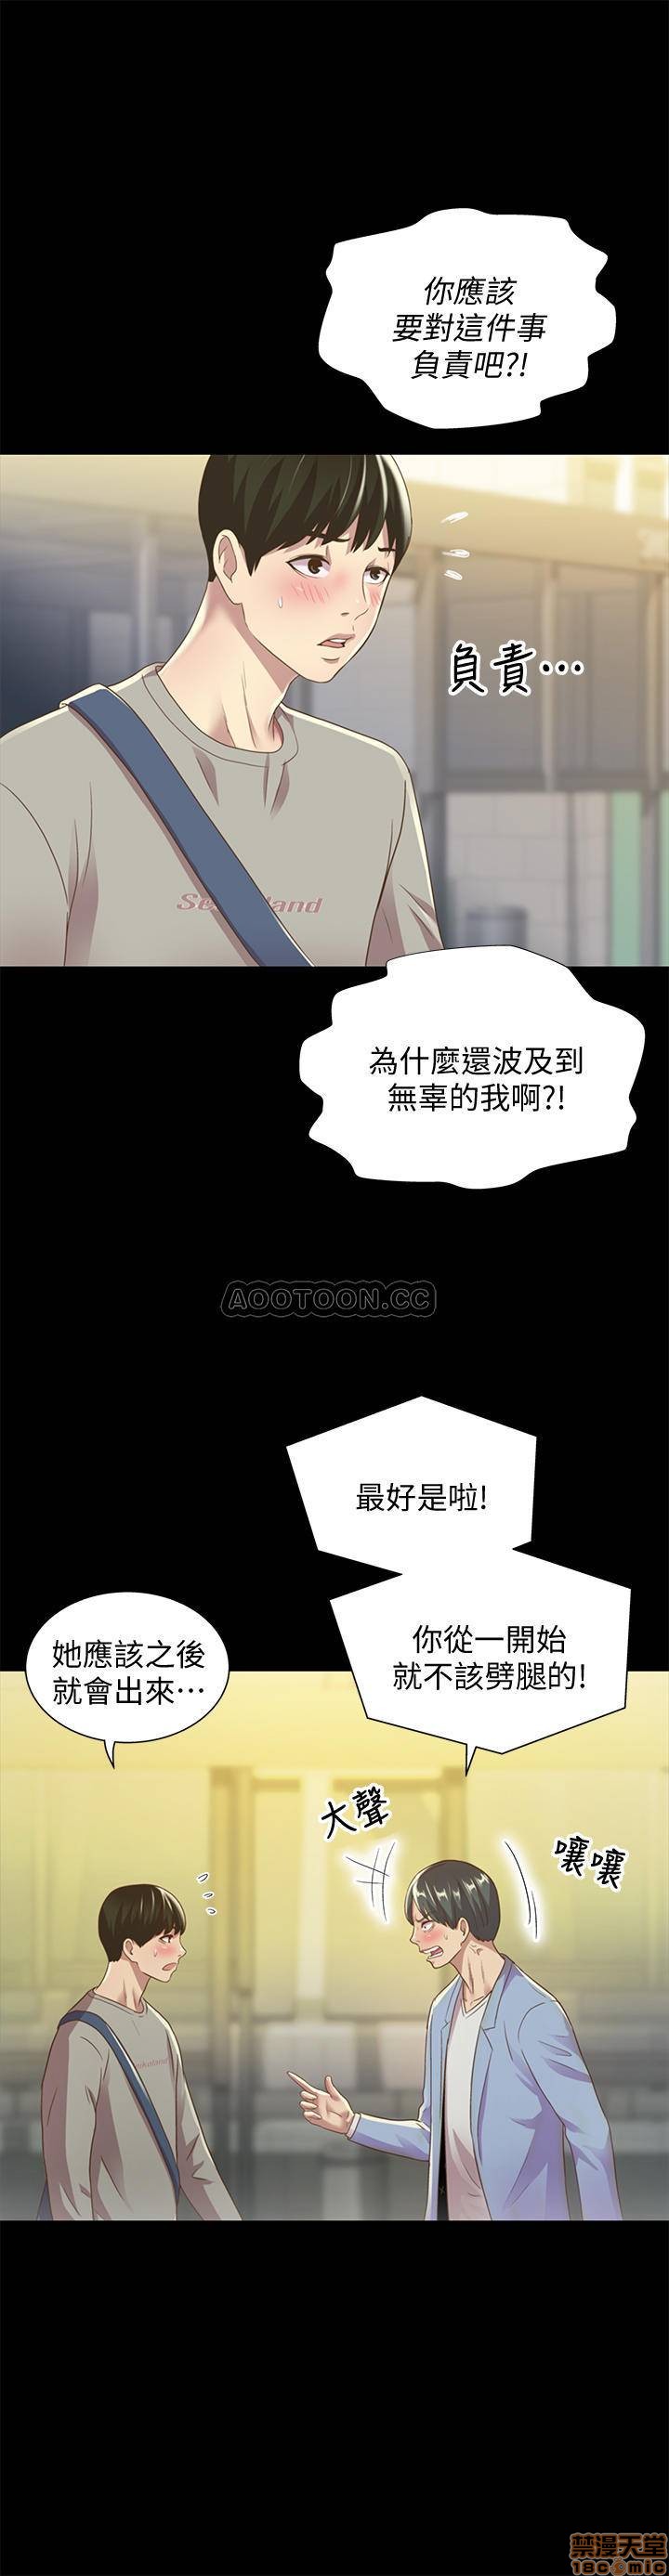 你應該
要對這件事
負責吧?!
負責…
為什麼還波及到
無辜的我啊?!
AOOTOON.CC
最好是啦!
你從一開始
就不該劈腿的!
她應該之後
就會出來…
大聲
嚷嚷
禁漫天堂
18comic